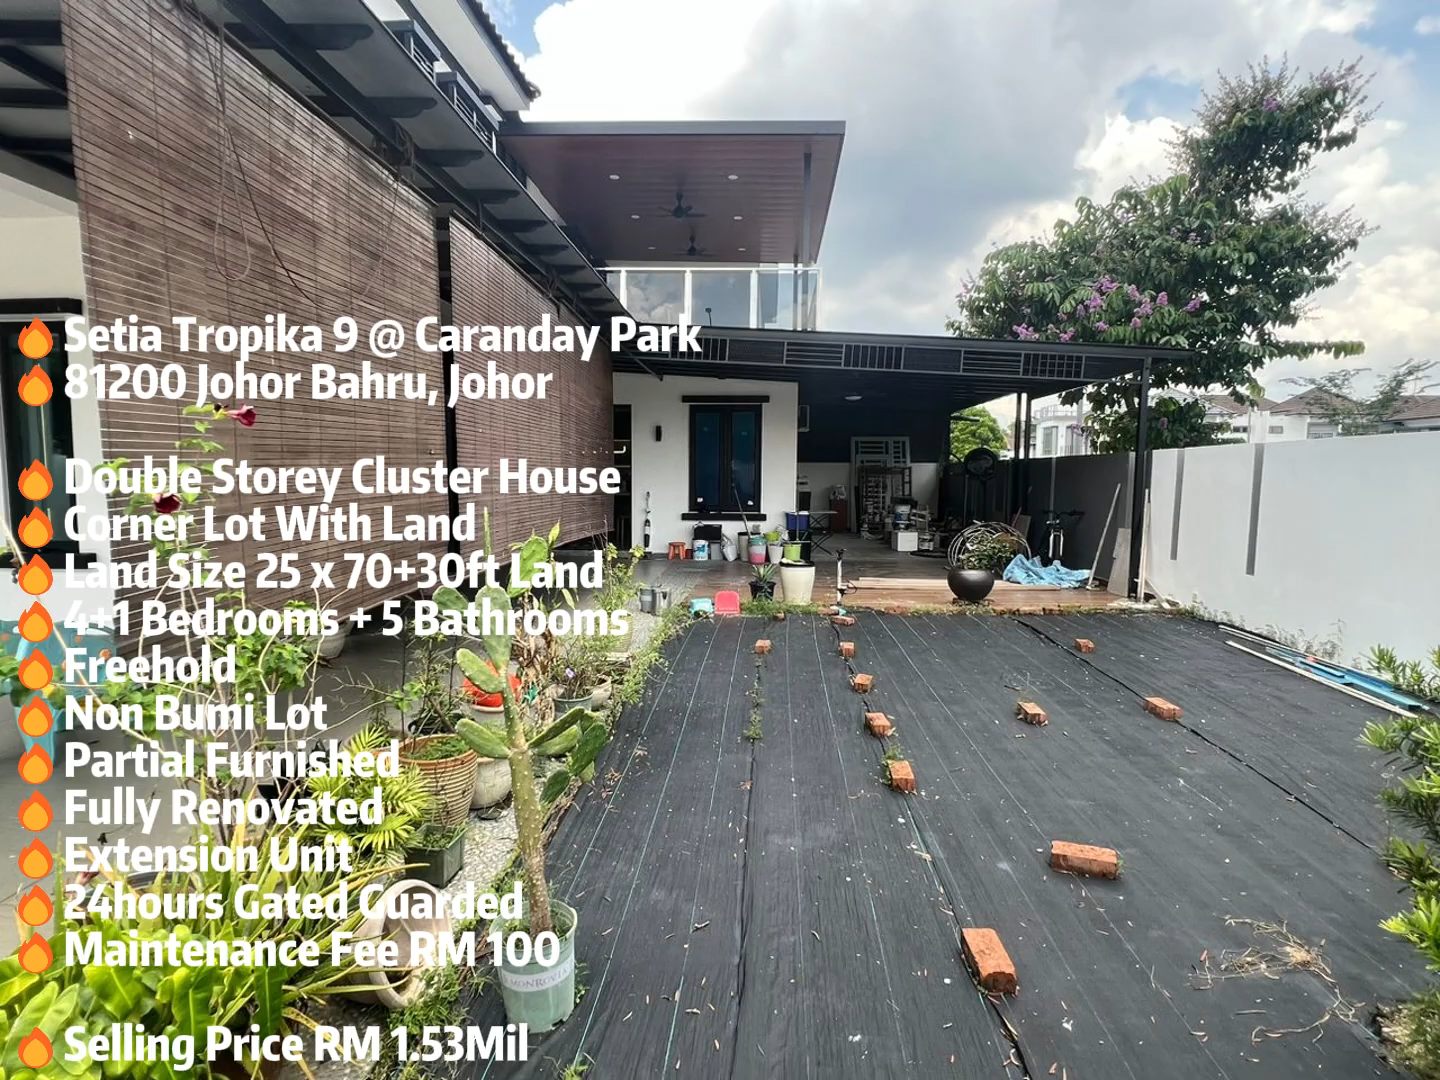 🔥 Setia Tropika 9 @ Caranday Park
🔥 81200 Johor Bahru, Johor
🔥 Double Storey Cluster House
🔥 Corner Lot With Land
🔥 Land Size 25 x 70+30ft Land
🔥 4+1 Bedrooms + 5 Bathrooms
🔥 Freehold
🔥 Non Bumi Lot
🔥 Partial Furnished
🔥 Fully Renovated
🔥 Extension Unit
🔥 24hours Gated Guarded
🔥 Maintenance Fee RM 100
🔥 Selling Price RM 1.53Mil
MONROVIA